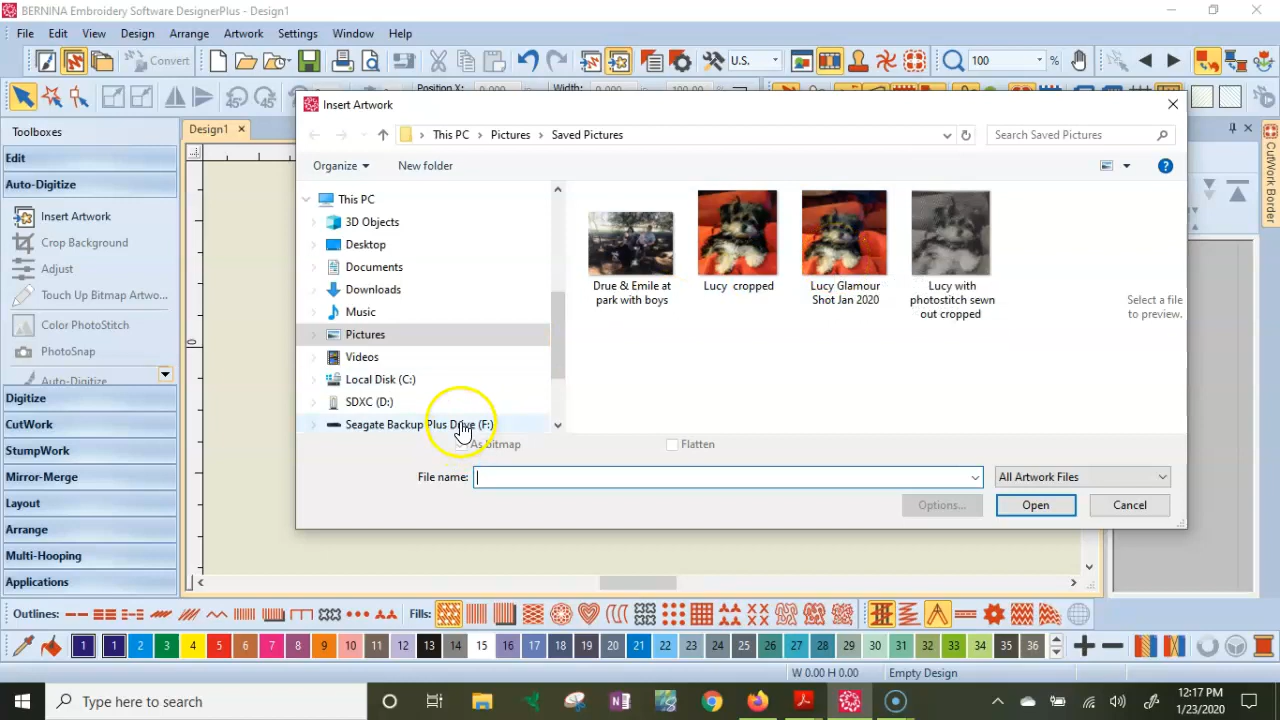 BERNINA Embroidery Software DesignerPlus - Design1
File Edit View Design Arrange Artwork Settings Window Help
Convert U.S. 100
Position X: 0.000 Width: 0.000 100.00
Toolboxes
Design1
Edit
Auto-Digitize
Insert Artwork
Crop Background
Adjust
Touch Up Bitmap Artwo...
Color PhotoStitch
PhotoSnap
Auto-Digitize
Digitize
CutWork
StumpWork
Mirror-Merge
Layout
Arrange
Multi-Hooping
Applications
Insert Artwork
This PC > Pictures > Saved Pictures
Search Saved Pictures
Organize
New folder
This PC
3D Objects
Desktop
Documents
Downloads
Music
Pictures
Videos
Local Disk (C:)
SDXC (D:)
Seagate Backup Plus Drive (F:)
Drue & Emile at
park with boys
Lucy cropped
Lucy Glamour
Shot Jan 2020
Lucy with
photostitch sewn
out cropped
Select a file
to preview.
As bitmap
Flatten
File name:
All Artwork Files
Options...
Open
Cancel
CutWork Border
Outlines:
Fills:
1 1 2 3 4 5 6 7 8 9 10 11 12 13 14 15 16 17 18 19 20 21 22 23 24 25 26 27 28 29 30 31 32 33 34 35 36
W 0.00 H 0.00 Empty Design
Type here to search
12:17 PM
1/23/2020